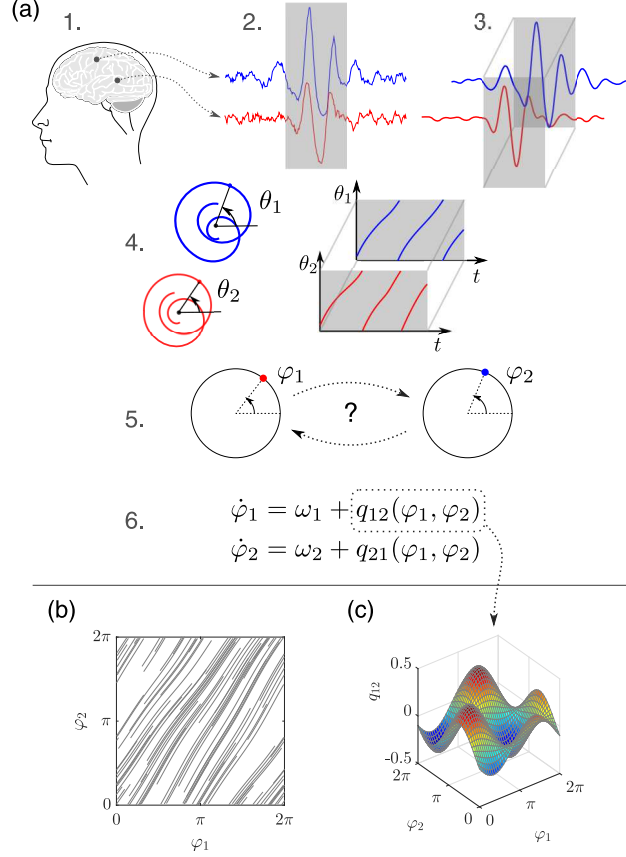 (a)
1.
2.
3.
4.
θ1
θ2
θ1
t
θ2
t
5.
φ1
?
φ2
6.
φ̇1 = ω1 + q12(φ1, φ2)
φ̇2 = ω2 + q21(φ1, φ2)
(b)
2π
π
0
φ2
0
π
2π
φ1
(c)
0.5
0
-0.5
q12
2π
π
0
φ2
0
π
2π
φ1